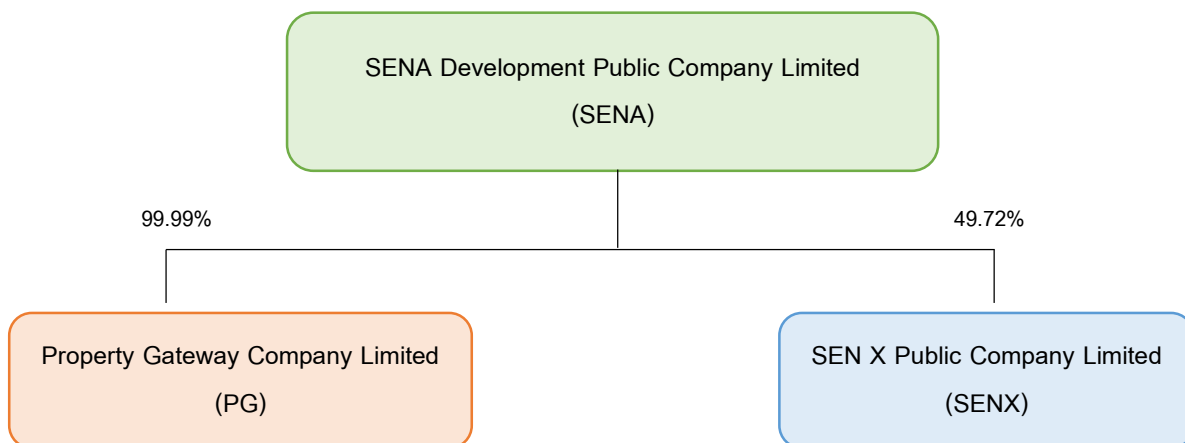 SENA Development Public Company Limited
(SENA)
99.99%
49.72%
Property Gateway Company Limited
(PG)
SEN X Public Company Limited
(SENX)